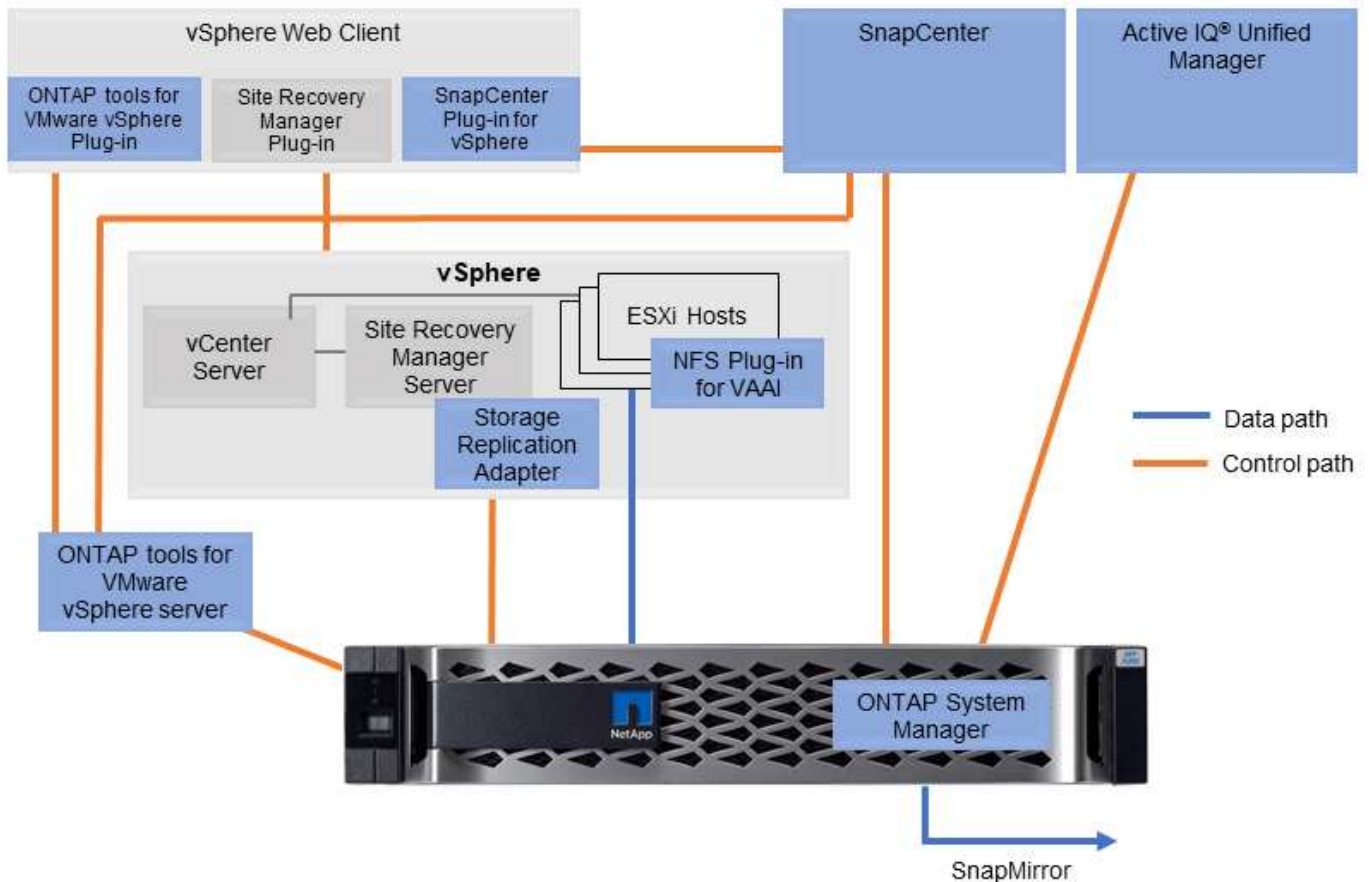 vSphere Web Client
ONTAP tools for
VMware vSphere
Plug-in
Site Recovery
Manager
Plug-in
SnapCenter
Plug-in for
vSphere
SnapCenter
Active IQ® Unified
Manager
vSphere
vCenter
Server
Site Recovery
Manager
Server
Storage
Replication
Adapter
ESXi Hosts
NFS Plug-in
for VAAI
Data path
Control path
ONTAP tools for
VMware
vSphere server
NetApp
ONTAP System
Manager
SnapMirror